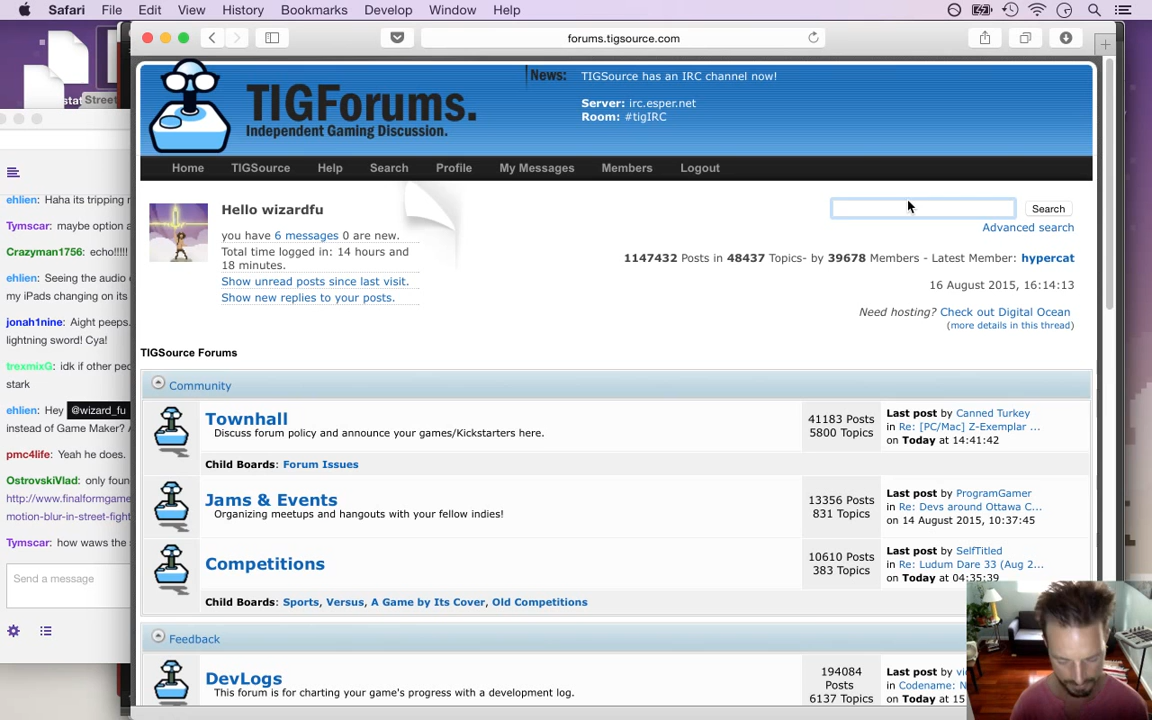 Safari File Edit View History Bookmarks Develop Window Help
forums.tigsource.com
Street
TIGForums.
Independent Gaming Discussion.
News: TIGSource has an IRC channel now!
Server: irc.esper.net
Room: #tigIRC
Home TIGSource Help Search Profile My Messages Members Logout
Hello wizardfu
you have 6 messages 0 are new.
Total time logged in: 14 hours and
18 minutes.
Show unread posts since last visit.
Show new replies to your posts.
Search
Advanced search
1147432 Posts in 48437 Topics- by 39678 Members - Latest Member: hypercat
16 August 2015, 16:14:13
Need hosting? Check out Digital Ocean
(more details in this thread)
TIGSource Forums
Community
Townhall
Discuss forum policy and announce your games/Kickstarters here.
41183 Posts
5800 Topics
Last post by Canned Turkey
in Re: [PC/Mac] Z-Exemplar ...
on Today at 14:41:42
Child Boards: Forum Issues
Jams & Events
Organizing meetups and hangouts with your fellow indies!
13356 Posts
831 Topics
Last post by ProgramGamer
in Re: Devs around Ottawa C...
on 14 August 2015, 10:37:45
Competitions
10610 Posts
383 Topics
Last post by SelfTitled
in Re: Ludum Dare 33 (Aug 2...
on Today at 04:35:39
Child Boards: Sports, Versus, A Game by Its Cover, Old Competitions
Feedback
DevLogs
This forum is for charting your game's progress with a development log.
194084
Posts
6137 Topics
Last post by
in Codename: N
on Today at 15
ehlien: Haha its tripping
Tymscar: maybe option
Crazyman1756: echo!!!!!
ehlien: Seeing the audio
my iPads changing on its
jonah1nine: Aight peeps.
lightning sword! Cya!
trexmixG: idk if other
stark
ehlien: Hey @wizard_fu
instead of Game Maker?
pmc4life: Yeah he does.
OstrovskiVlad: only
http://www.finalformgame
motion-blur-in-street-fight
Tymscar: how waws the
Send a message